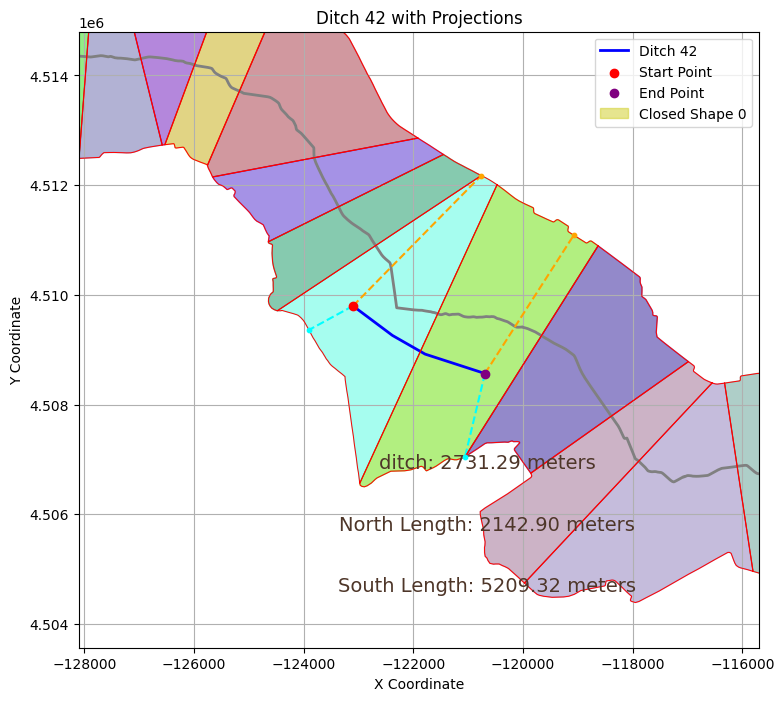 Ditch 42 with Projections
1e6
Ditch 42
Start Point
End Point
Closed Shape 0
4.514
4.512
4.510
4.508
4.506
4.504
Y Coordinate
ditch: 2731.29 meters
North Length: 2142.90 meters
South Length: 5209.32 meters
−128000 −126000 −124000 −122000 −120000 −118000 −116000
X Coordinate